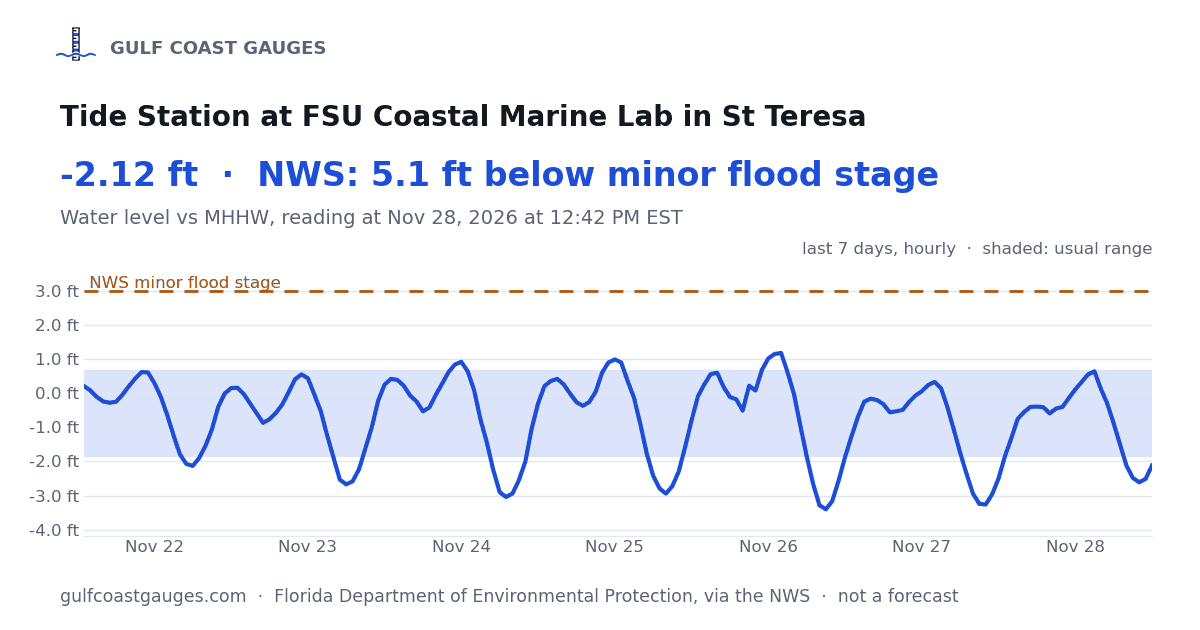 GULF COAST GAUGES
Tide Station at FSU Coastal Marine Lab in St Teresa
-2.12 ft · NWS: 5.1 ft below minor flood stage
Water level vs MHHW, reading at Nov 28, 2026 at 12:42 PM EST
last 7 days, hourly · shaded: usual range
NWS minor flood stage
3.0 ft
2.0 ft
1.0 ft
0.0 ft
-1.0 ft
-2.0 ft
-3.0 ft
-4.0 ft
Nov 22 Nov 23 Nov 24 Nov 25 Nov 26 Nov 27 Nov 28
gulfcoastgauges.com · Florida Department of Environmental Protection, via the NWS · not a forecast